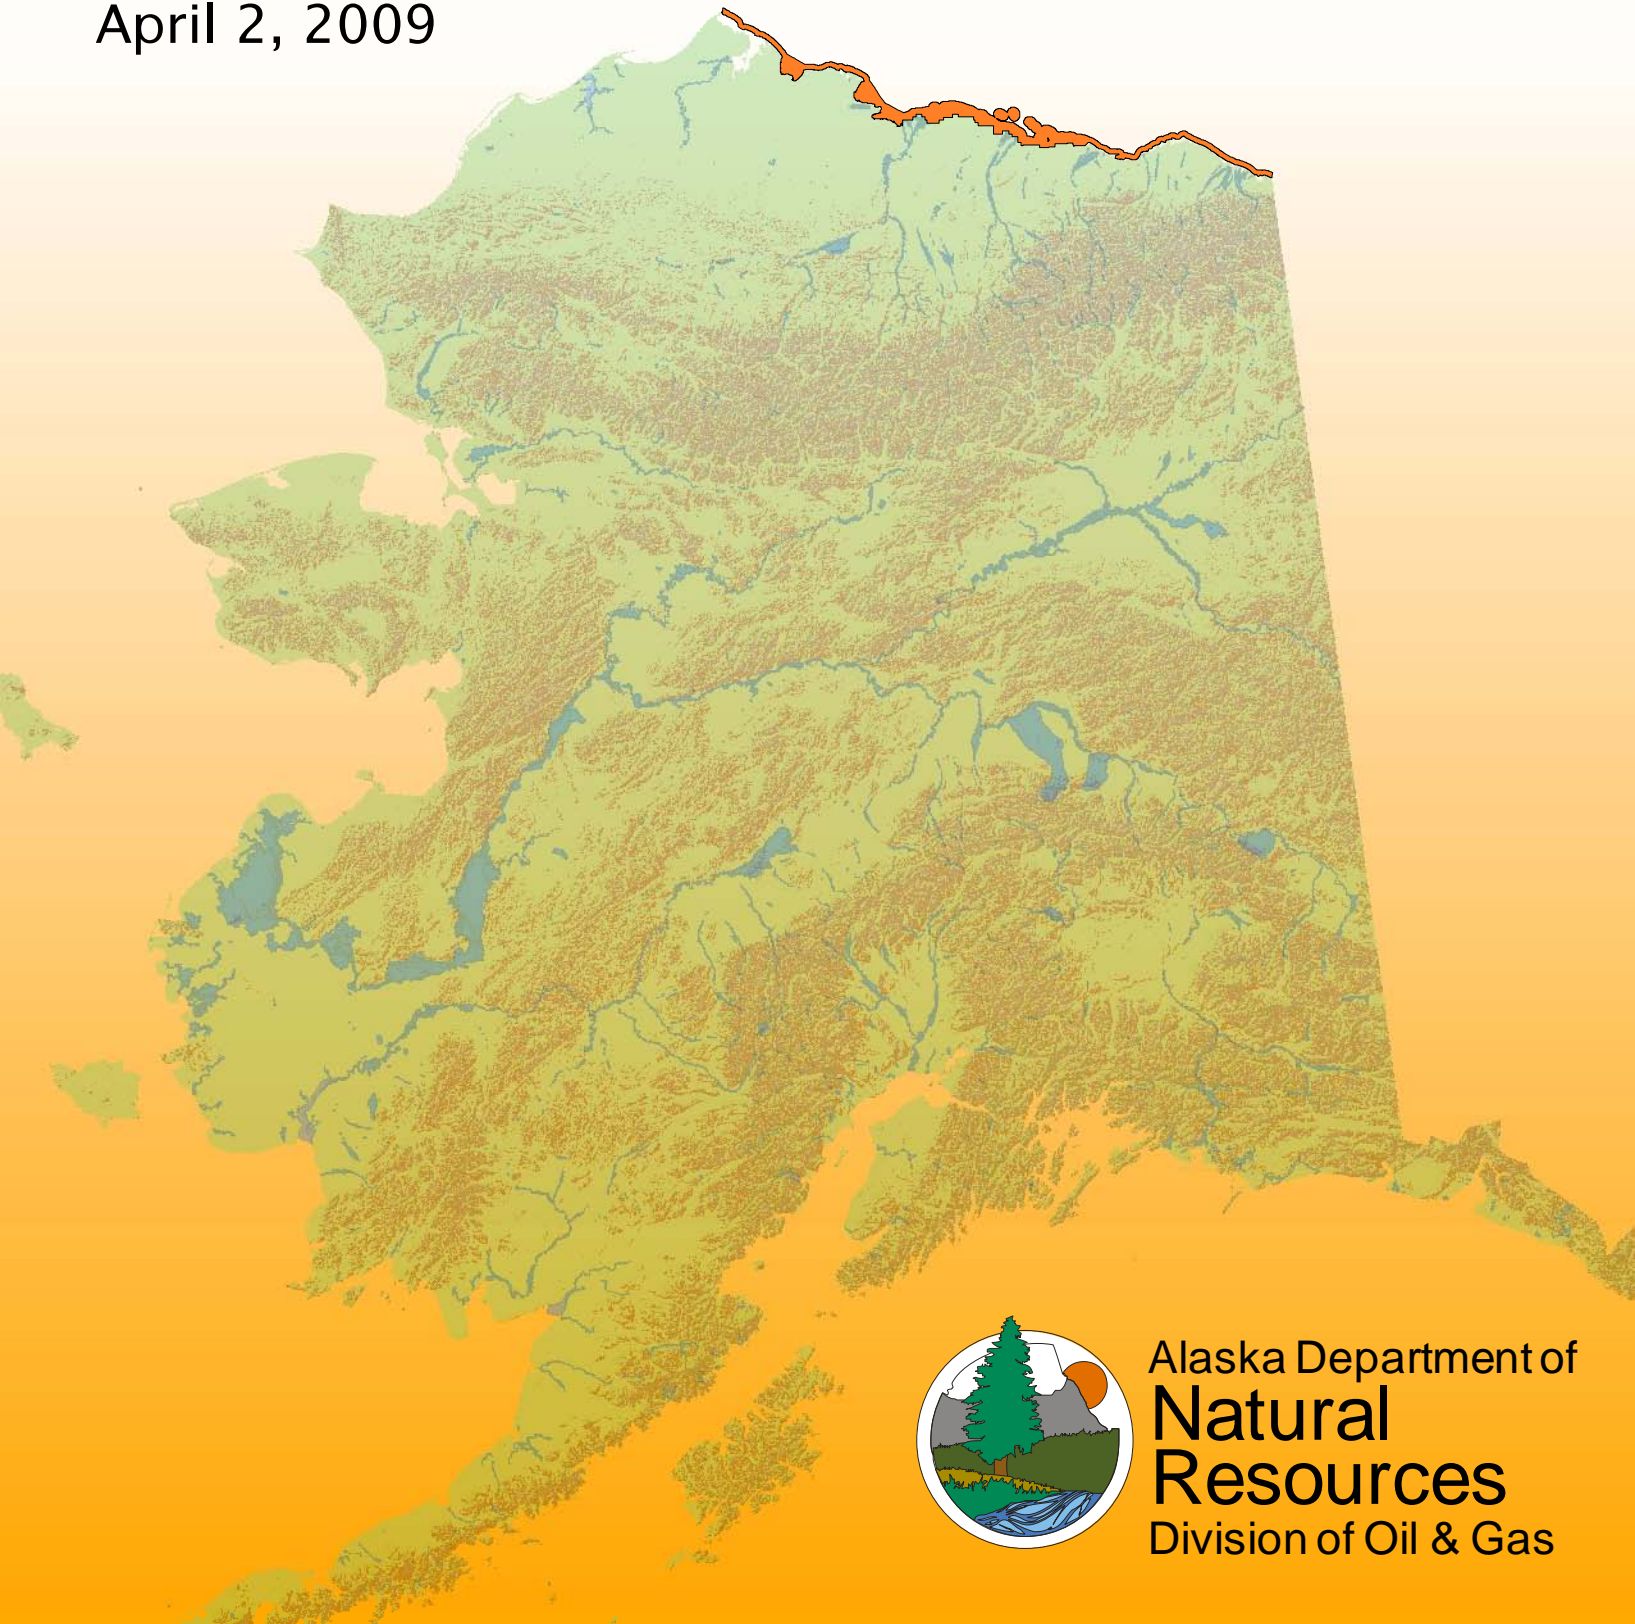 April 2, 2009
Alaska Department of
Natural
Resources
Division of Oil & Gas